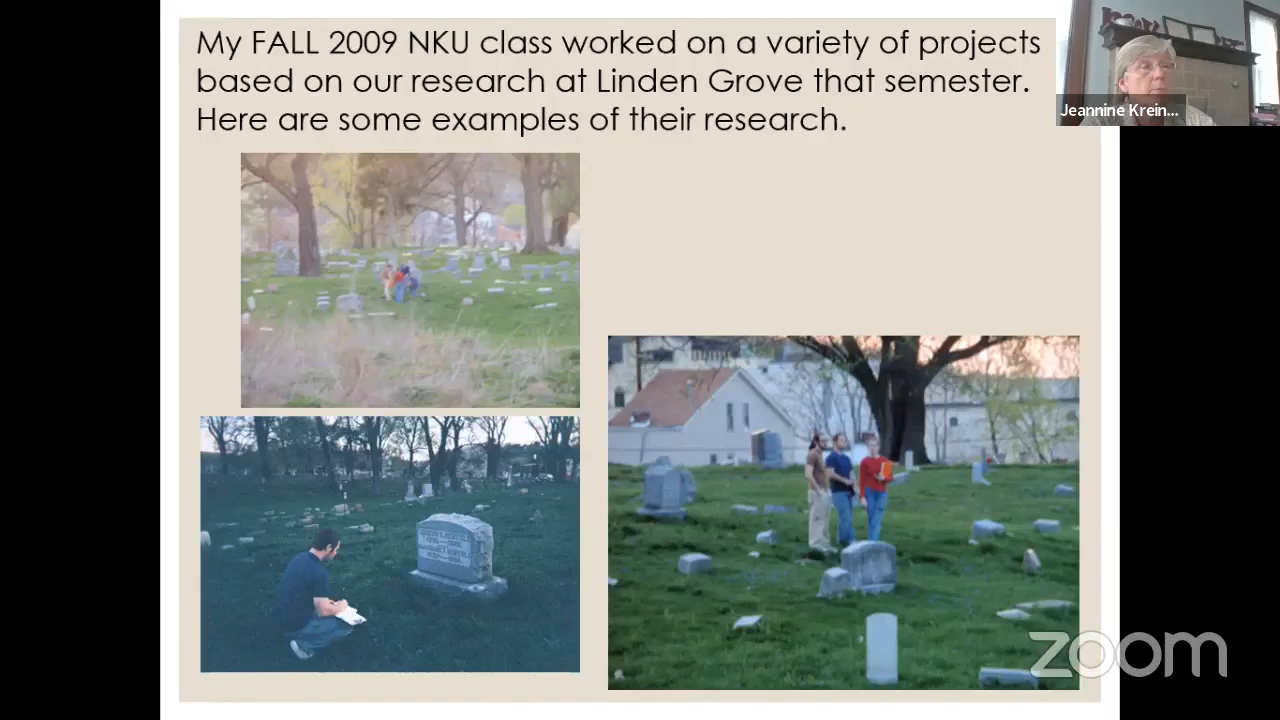 My FALL 2009 NKU class worked on a variety of projects
based on our research at Linden Grove that semester.
Here are some examples of their research.
Jeannine Krein...
zoom